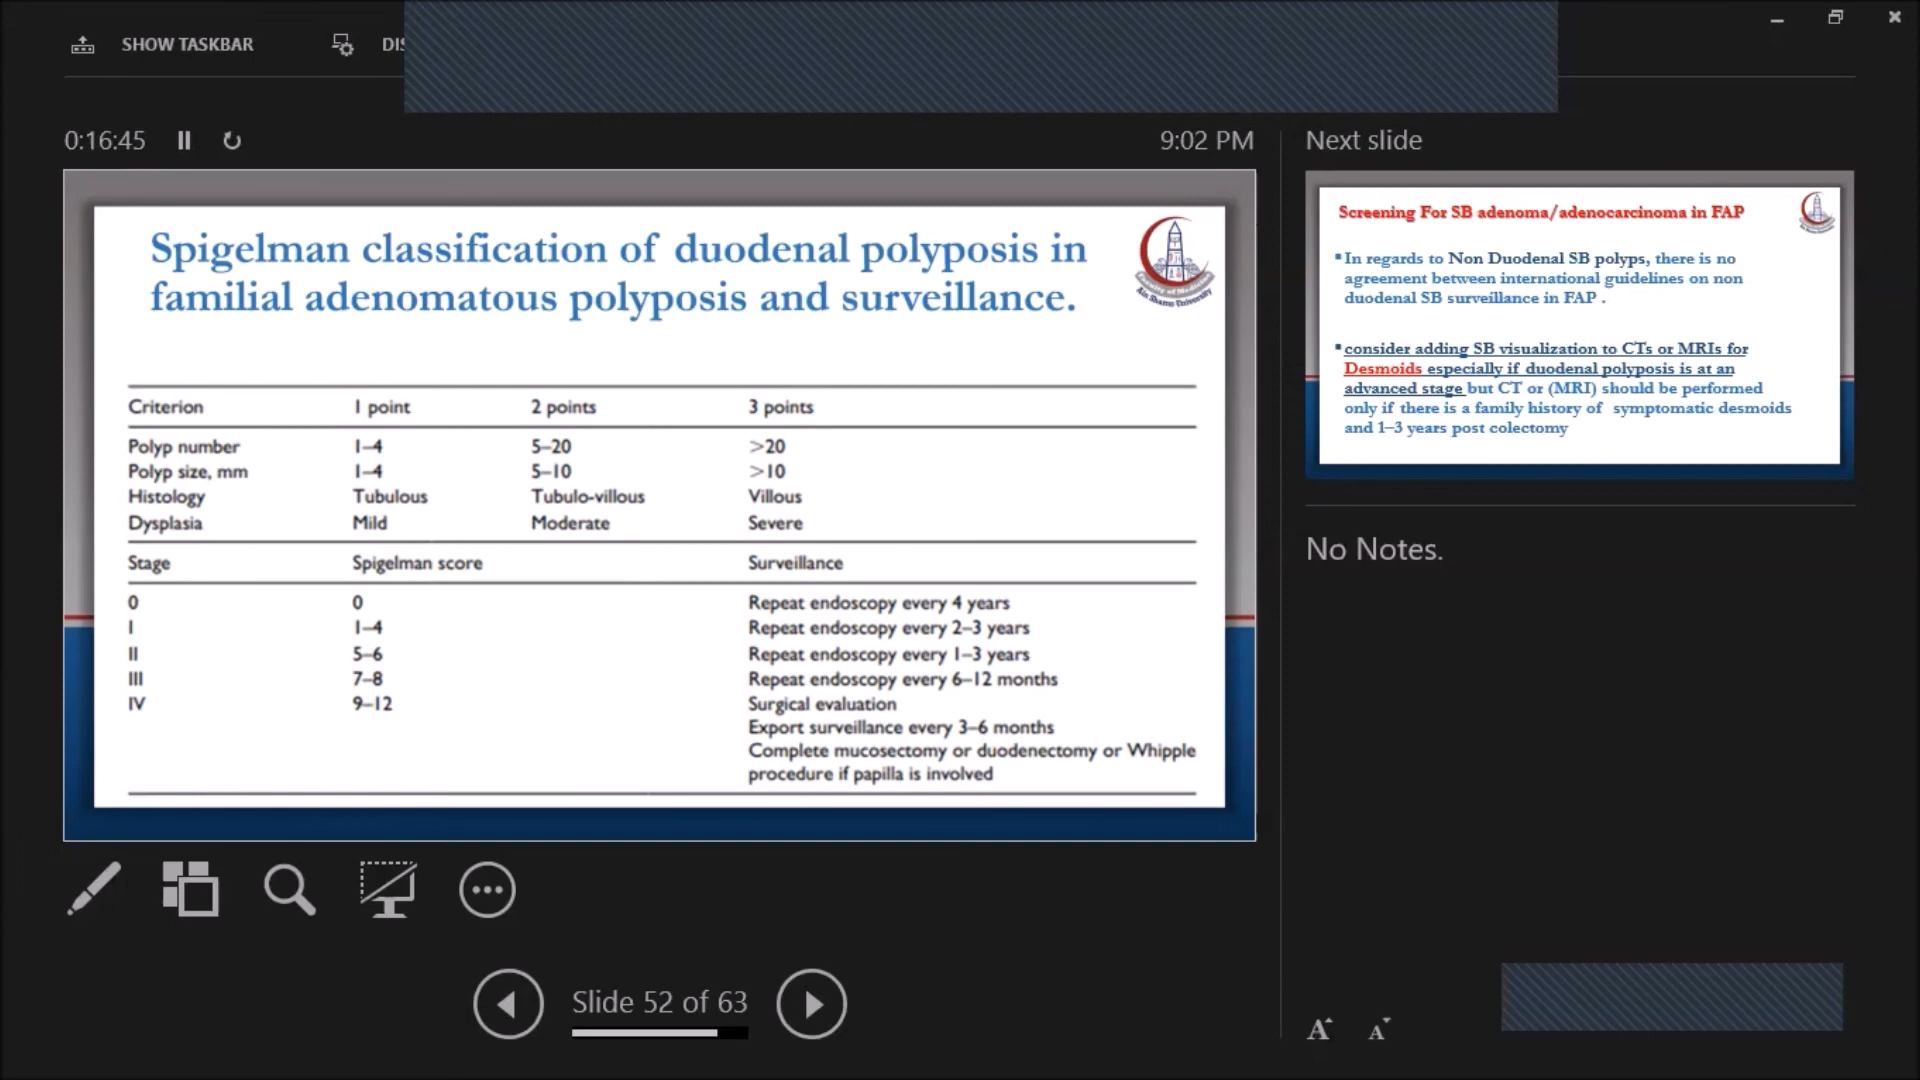 SHOW TASKBAR
0:16:45
9:02 PM
Next slide
Spigelman classification of duodenal polyposis in
familial adenomatous polyposis and surveillance.
Ain Shams University
Criterion 1 point 2 points 3 points
Polyp number 1–4 5–20 >20
Polyp size, mm 1–4 5–10 >10
Histology Tubulous Tubulo-villous Villous
Dysplasia Mild Moderate Severe
Stage Spigelman score Surveillance
0 0 Repeat endoscopy every 4 years
I 1–4 Repeat endoscopy every 2–3 years
II 5–6 Repeat endoscopy every 1–3 years
III 7–8 Repeat endoscopy every 6–12 months
IV 9–12 Surgical evaluation
Export surveillance every 3–6 months
Complete mucosectomy or duodenectomy or Whipple
procedure if papilla is involved
Screening For SB adenoma/adenocarcinoma in FAP
▪In regards to Non Duodenal SB polyps, there is no
agreement between international guidelines on non
duodenal SB surveillance in FAP .
▪consider adding SB visualization to CTs or MRIs for
Desmoids especially if duodenal polyposis is at an
advanced stage but CT or (MRI) should be performed
only if there is a family history of symptomatic desmoids
and 1–3 years post colectomy
No Notes.
Slide 52 of 63
A A